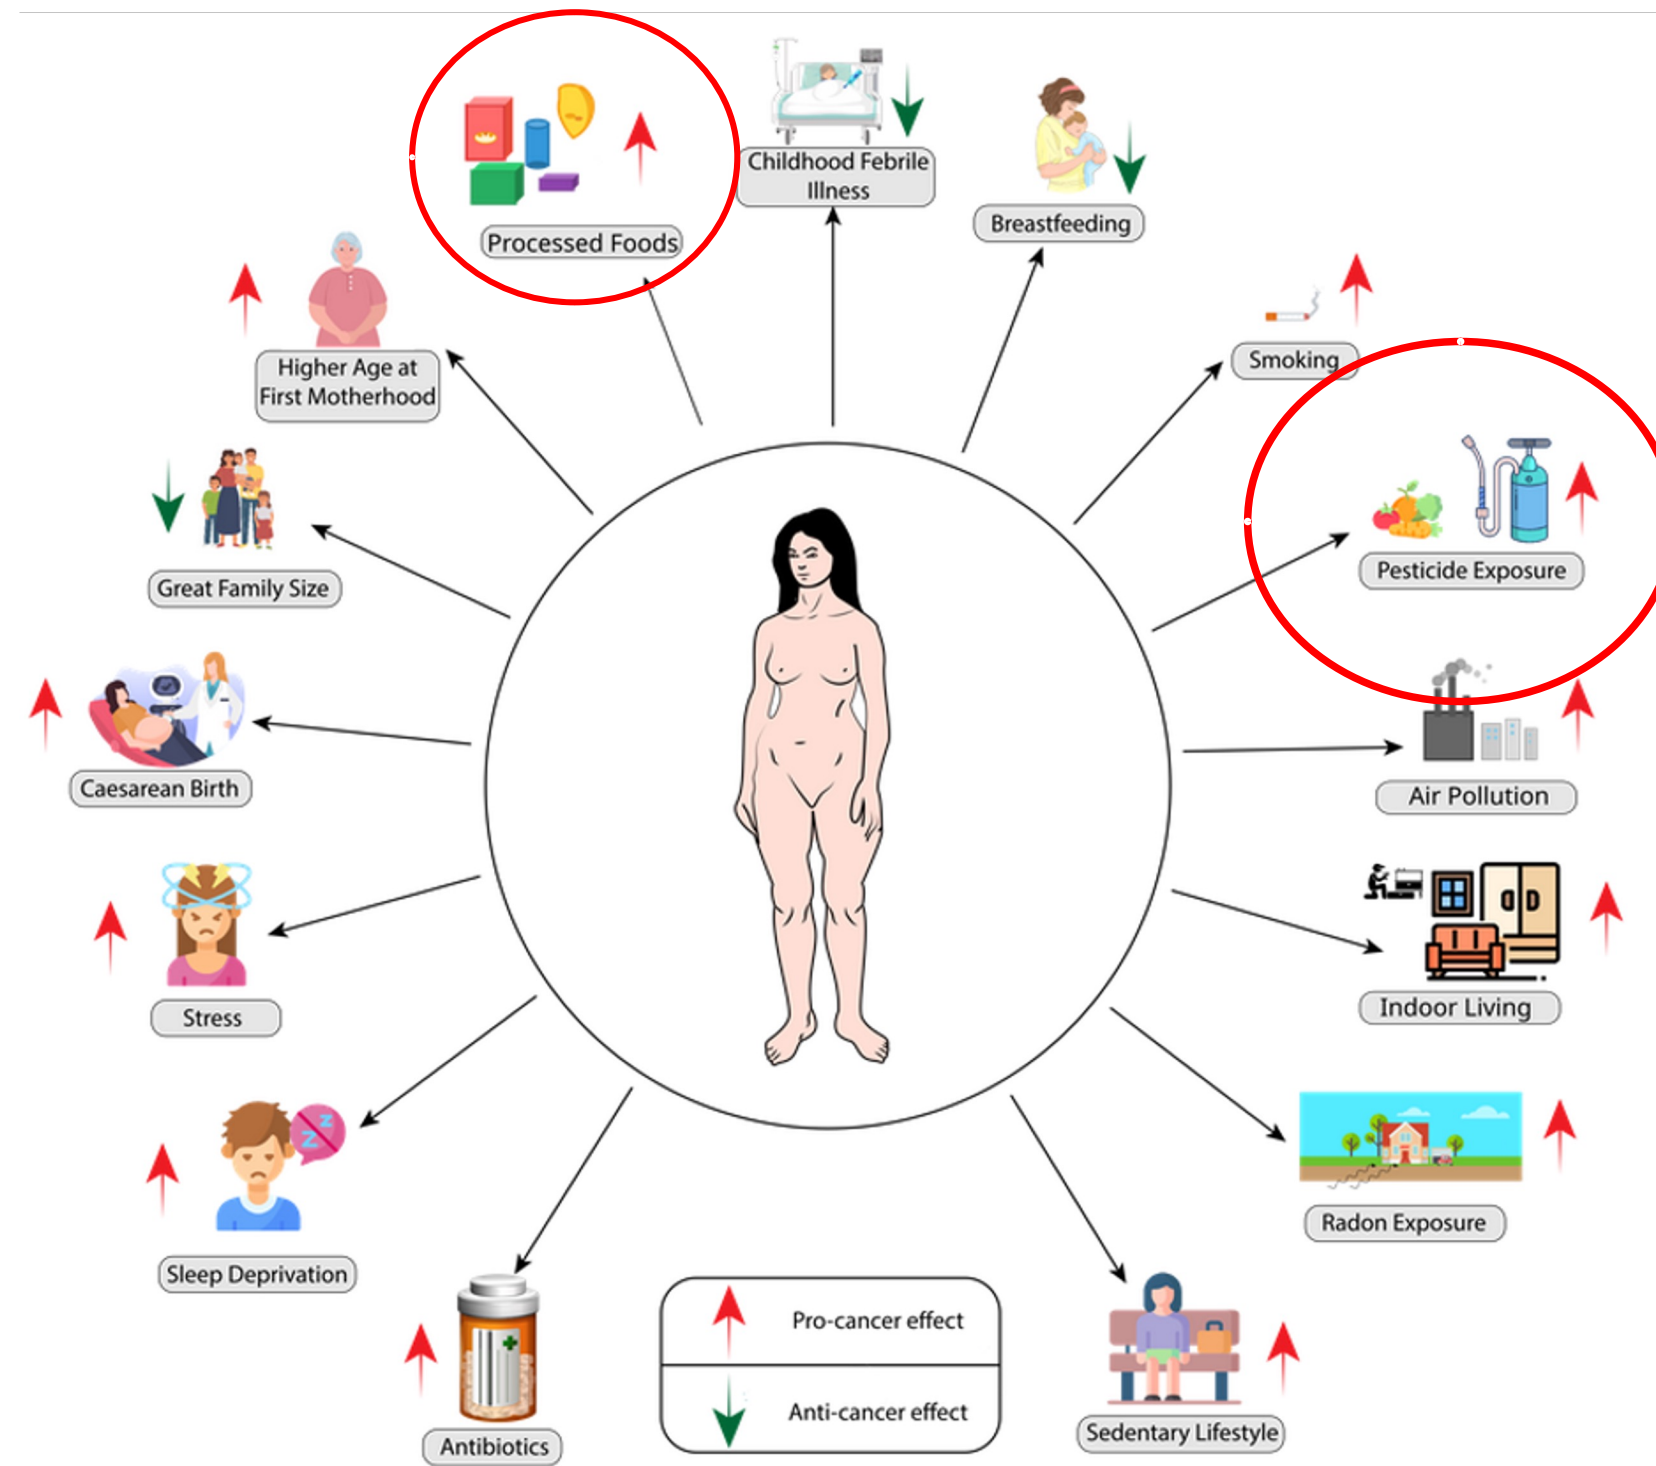 Processed Foods
Childhood Febrile
Illness
Breastfeeding
Smoking
Higher Age at
First Motherhood
Pesticide Exposure
Great Family Size
Caesarean Birth
Air Pollution
Stress
Indoor Living
Sleep Deprivation
Radon Exposure
Antibiotics
Pro-cancer effect
Anti-cancer effect
Sedentary Lifestyle
Z
Z